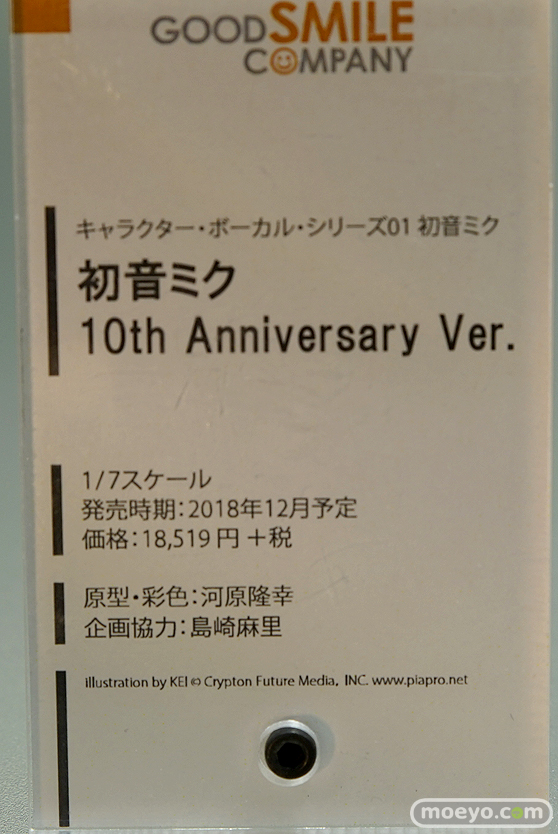 GOODSMILE
COMPANY
キャラクター・ボーカル・シリーズ01 初音ミク
初音ミク
10th Anniversary Ver.
1/7スケール
発売時期：2018年12月予定
価格：18,519円＋税
原型・彩色：河原隆幸
企画協力：島崎麻里
illustration by KEI © Crypton Future Media, INC. www.piapro.net
moeyo.com